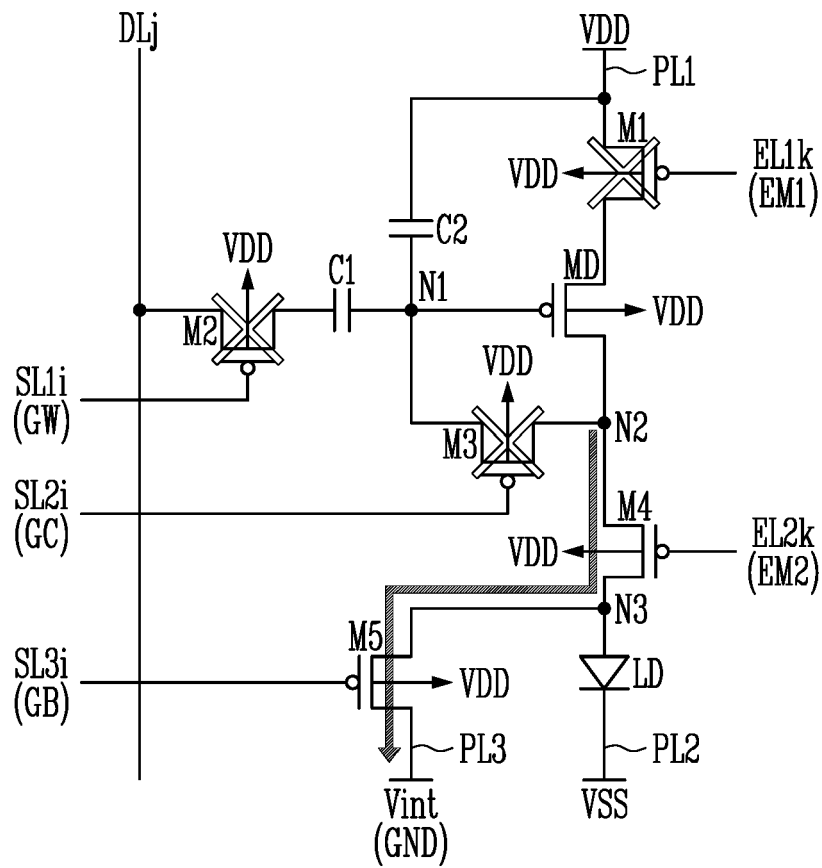 DLj
VDD
PL1
M1
VDD
EL1k
(EM1)
C2
VDD
C1
N1
MD
VDD
M2
VDD
SL1i
(GW)
M3
N2
SL2i
(GC)
M4
VDD
EL2k
(EM2)
N3
M5
SL3i
(GB)
VDD
LD
PL3
PL2
Vint
(GND)
VSS